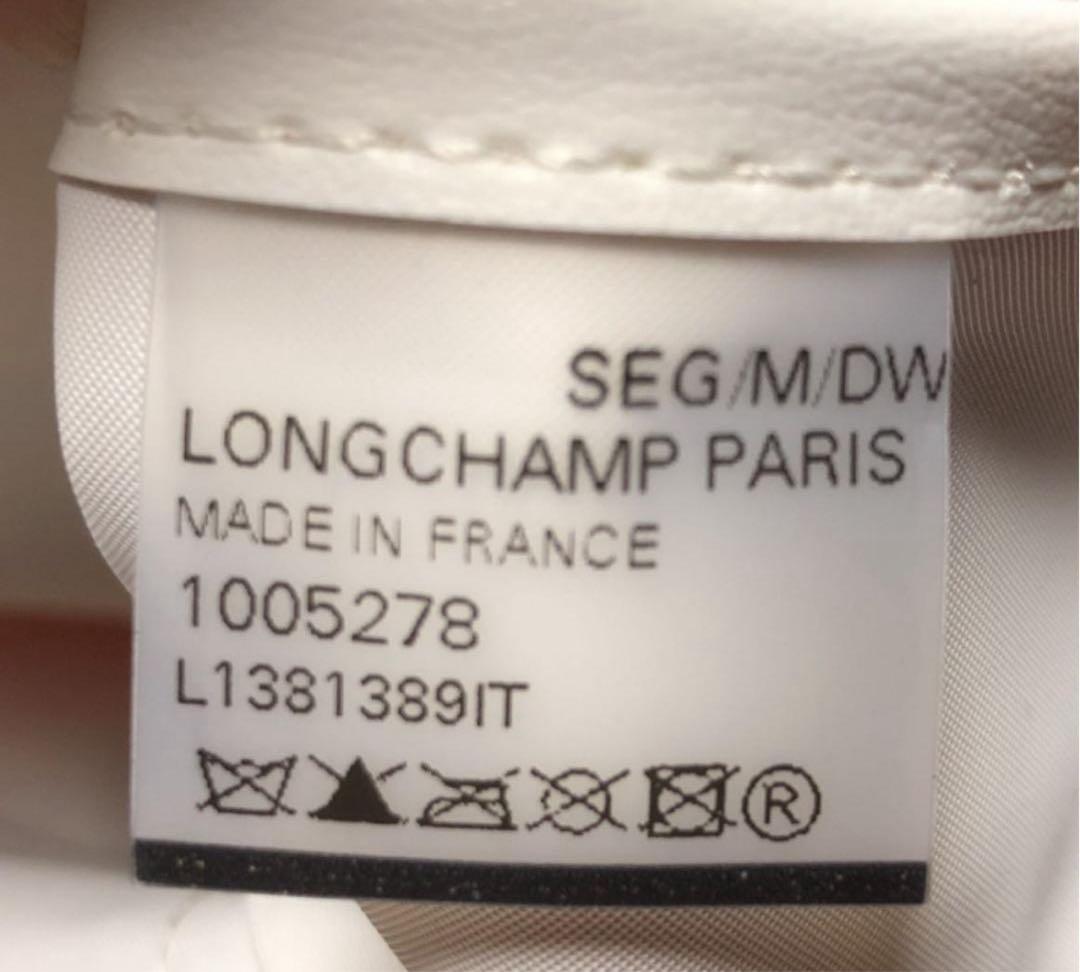 SEG/M/DW
LONGCHAMP PARIS
MADE IN FRANCE
1005278
L1381389IT
®